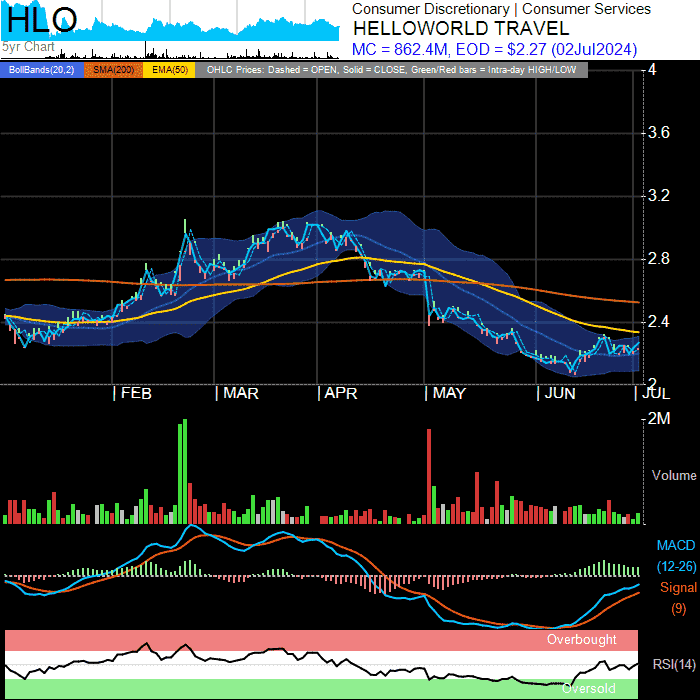 HLO
5yr Chart
Consumer Discretionary | Consumer Services
HELLOWORLD TRAVEL
MC = 862.4M, EOD = $2.27 (02Jul2024)
BollBands(20,2) SMA(200) EMA(50) OHLC Prices: Dashed = OPEN, Solid = CLOSE, Green/Red bars = Intra-day HIGH/LOW
4
3.6
3.2
2.8
2.4
2
FEB MAR APR MAY JUN JUL
2M
Volume
MACD
(12-26)
Signal
(9)
Overbought
RSI(14)
Oversold